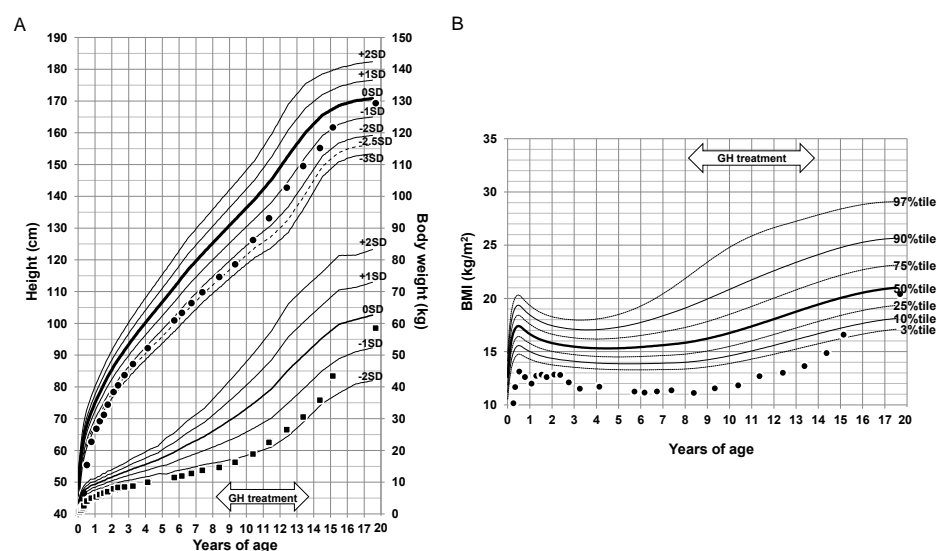 A
190
180
170
160
150
140
130
120
110
100
90
80
70
60
50
40
Height (cm)
150
140
130
120
110
100
90
80
70
60
50
40
30
20
10
0
Body weight (kg)
+2SD
+1SD
0SD
-1SD
-2SD
-2.5SD
-3SD
+2SD
+1SD
0SD
-1SD
-2SD
GH treatment
0 1 2 3 4 5 6 7 8 9 10 11 12 13 14 15 16 17 20
Years of age
B
35
30
25
20
15
10
BMI (kg/m²)
GH treatment
97%tile
90%tile
75%tile
50%tile
25%tile
10%tile
3%tile
0 1 2 3 4 5 6 7 8 9 10 11 12 13 14 15 17 20
Years of age